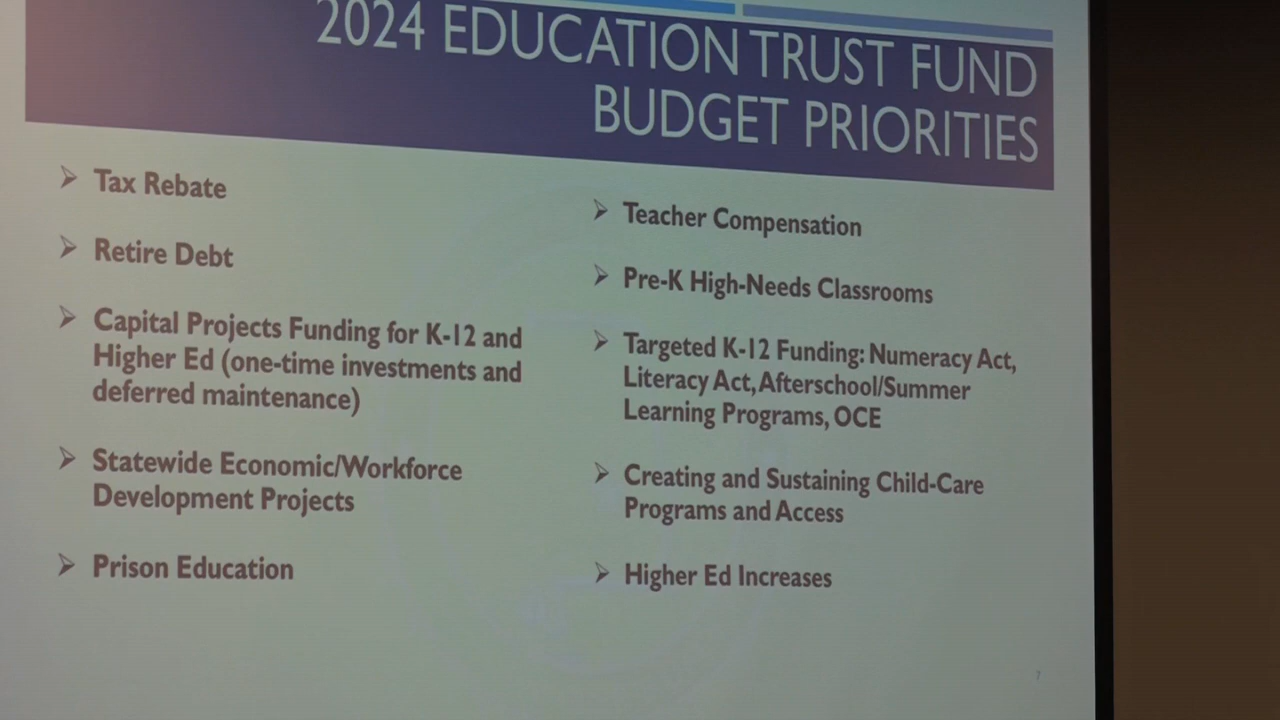 2024 EDUCATION TRUST FUND
BUDGET PRIORITIES
Tax Rebate
Retire Debt
Capital Projects Funding for K-12 and
Higher Ed (one-time investments and
deferred maintenance)
Statewide Economic/Workforce
Development Projects
Prison Education
Teacher Compensation
Pre-K High-Needs Classrooms
Targeted K-12 Funding: Numeracy Act,
Literacy Act, Afterschool/Summer
Learning Programs, OCE
Creating and Sustaining Child-Care
Programs and Access
Higher Ed Increases
7